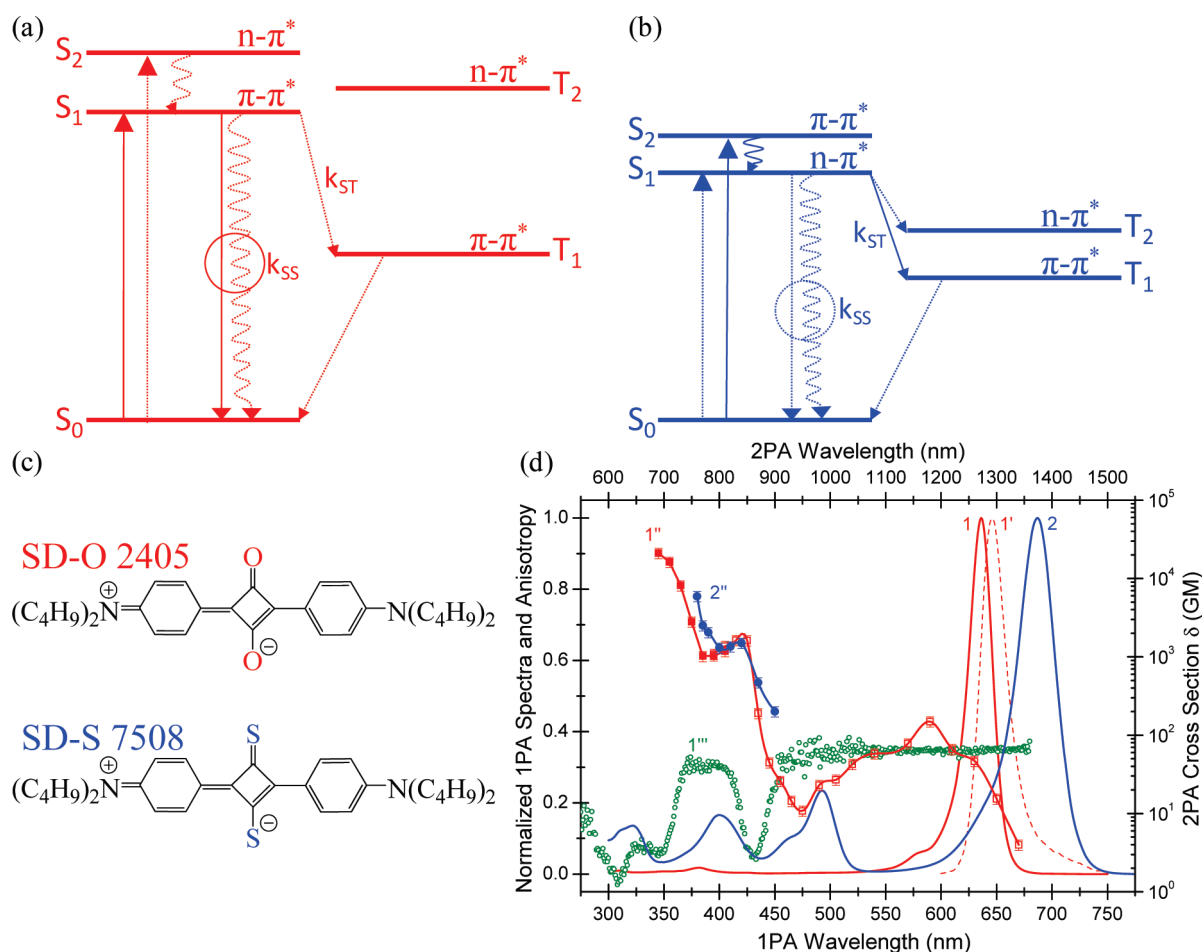 (a)
S2 n-π*
n-π* T2
S1 π-π*
kST
kSS
π-π* T1
S0
(b)
S2 π-π*
S1 n-π*
n-π* T2
kST
π-π* T1
kSS
S0
(c)
SD-O 2405
O
(C4H9)2N ⊕ N(C4H9)2
O ⊖
SD-S 7508
S
(C4H9)2N ⊕ N(C4H9)2
S ⊖
(d)
2PA Wavelength (nm)
600 700 800 900 1000 1100 1200 1300 1400 1500
Normalized 1PA Spectra and Anisotropy
1.0
0.8
0.6
0.4
0.2
0.0
1 1' 2
1"
2"
1'''
10^5
10^4
10^3
10^2
10^1
10^0
2PA Cross Section δ (GM)
300 350 400 450 500 550 600 650 700 750
1PA Wavelength (nm)